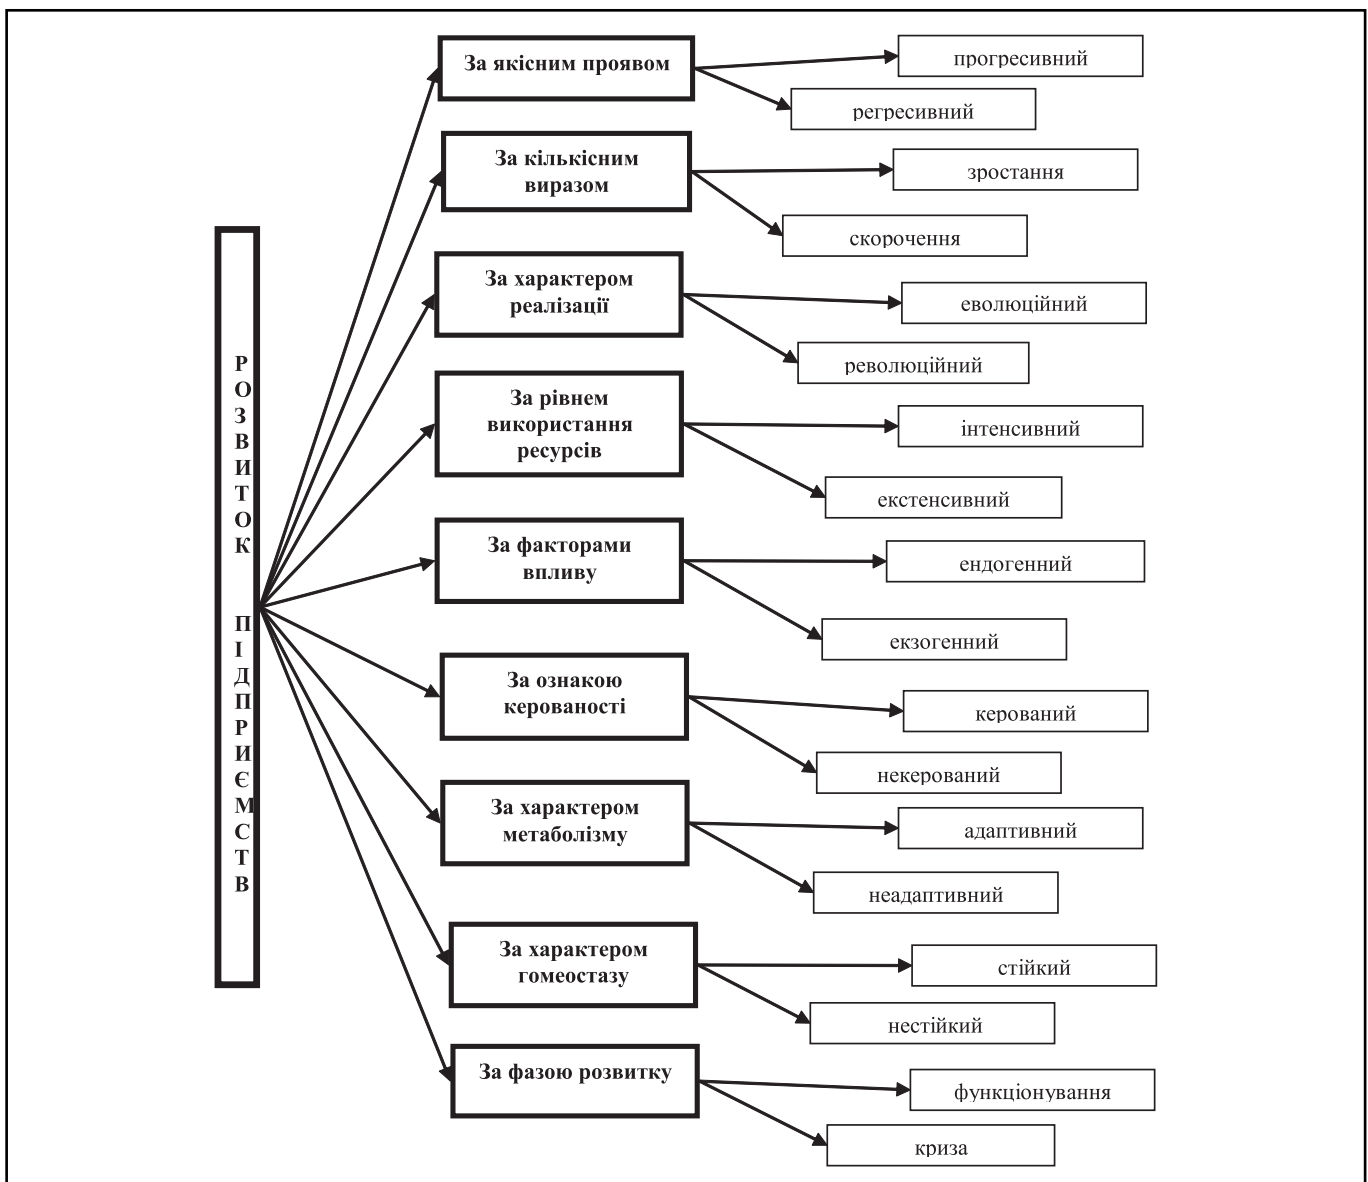 РОЗВИТОК ПІДПРИЄМСТВ
За якісним проявом
прогресивний
регресивний
За кількісним
виразом
зростання
скорочення
За характером
реалізації
еволюційний
революційний
За рівнем
використання
ресурсів
інтенсивний
екстенсивний
За факторами
впливу
ендогенний
екзогенний
За ознакою
керованості
керований
некерований
За характером
метаболізму
адаптивний
неадаптивний
За характером
гомеостазу
стійкий
нестійкий
За фазою розвитку
функціонування
криза